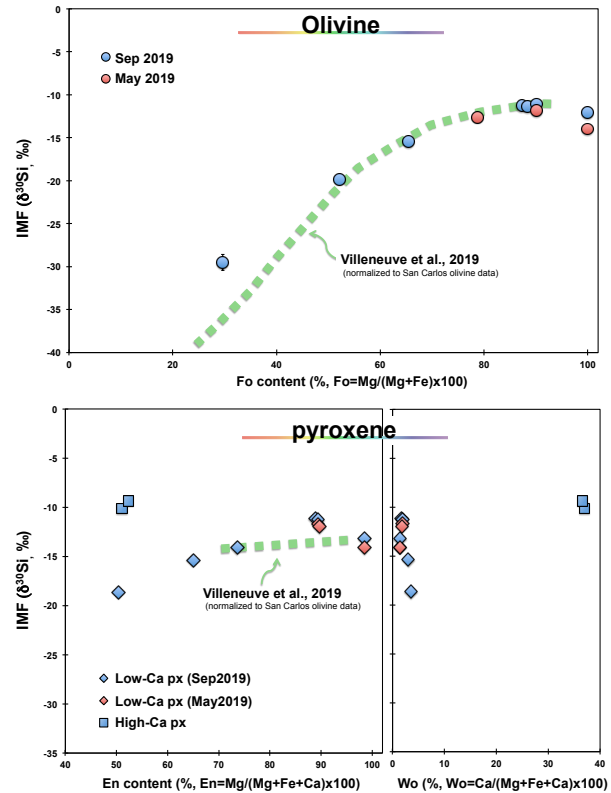 Olivine
Sep 2019
May 2019
0
-5
-10
-15
-20
-25
-30
-35
-40
IMF (δ³⁰Si, ‰)
Villeneuve et al., 2019
(normalized to San Carlos olivine data)
0 20 40 60 80 100
Fo content (%, Fo=Mg/(Mg+Fe)x100)
pyroxene
0
-5
-10
-15
-20
-25
-30
-35
IMF (δ³⁰Si, ‰)
Villeneuve et al., 2019
(normalized to San Carlos olivine data)
Low-Ca px (Sep2019)
Low-Ca px (May2019)
High-Ca px
40 50 60 70 80 90 100
0 10 20 30 40
En content (%, En=Mg/(Mg+Fe+Ca)x100)
Wo (%, Wo=Ca/(Mg+Fe+Ca)x100)